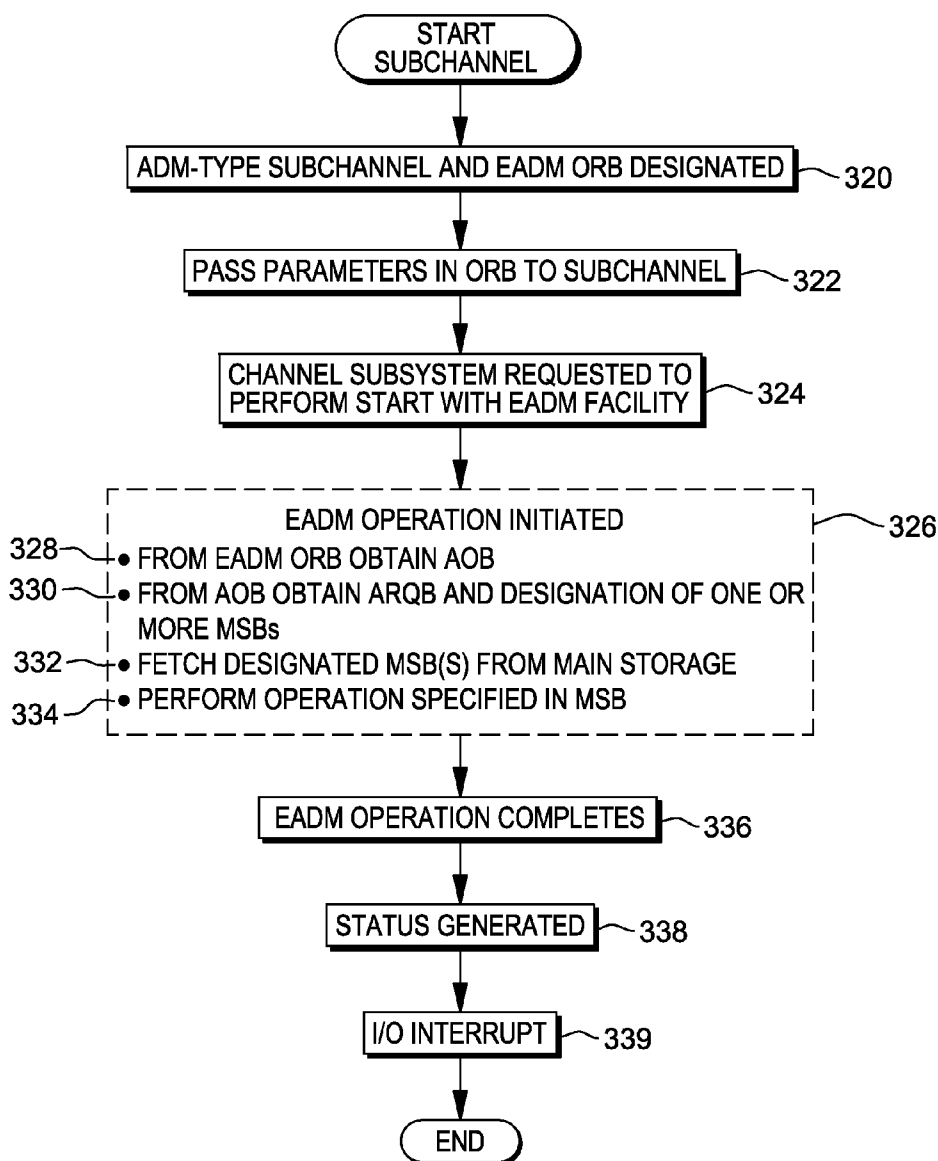 START
SUBCHANNEL
ADM-TYPE SUBCHANNEL AND EADM ORB DESIGNATED
320
PASS PARAMETERS IN ORB TO SUBCHANNEL
322
CHANNEL SUBSYSTEM REQUESTED TO
PERFORM START WITH EADM FACILITY
324
EADM OPERATION INITIATED
326
328 • FROM EADM ORB OBTAIN AOB
330 • FROM AOB OBTAIN ARQB AND DESIGNATION OF ONE OR
MORE MSBs
332 • FETCH DESIGNATED MSB(S) FROM MAIN STORAGE
334 • PERFORM OPERATION SPECIFIED IN MSB
EADM OPERATION COMPLETES
336
STATUS GENERATED
338
I/O INTERRUPT
339
END